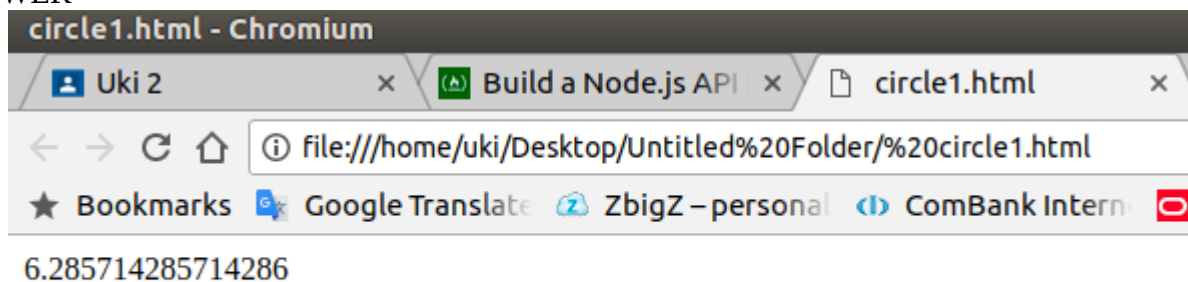 circle1.html - Chromium
Uki 2 Build a Node.js API circle1.html
file:///home/uki/Desktop/Untitled%20Folder/%20circle1.html
Bookmarks Google Translate ZbigZ – personal ComBank Intern
6.285714285714286